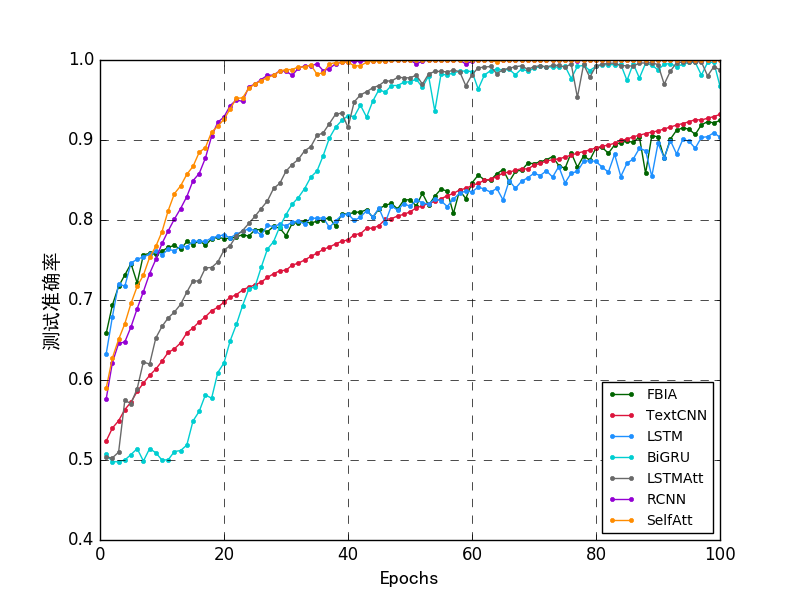 1.0
0.9
0.8
0.7
0.6
0.5
0.4
测试准确率
0
20
40
60
80
100
Epochs
FBIA
TextCNN
LSTM
BiGRU
LSTMAtt
RCNN
SelfAtt